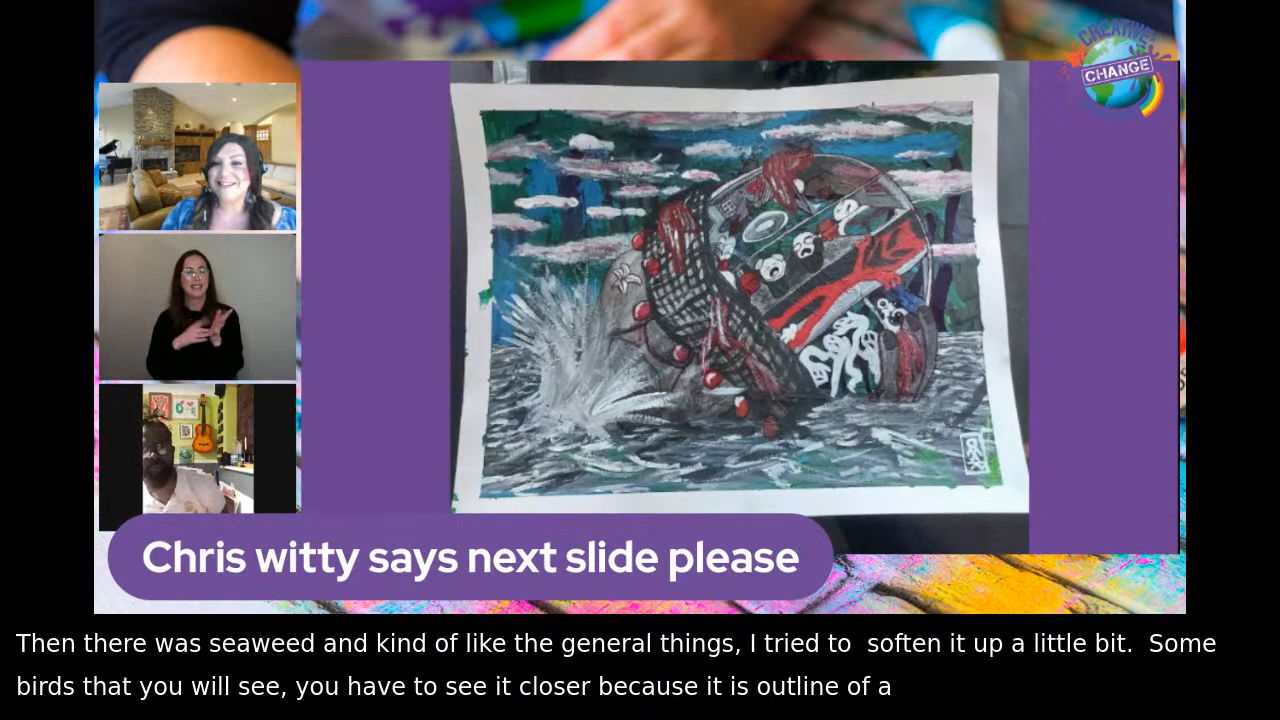 CREATIVE
CHANGE
Chris witty says next slide please
Then there was seaweed and kind of like the general things, I tried to  soften it up a little bit.  Some
birds that you will see, you have to see it closer because it is outline of a